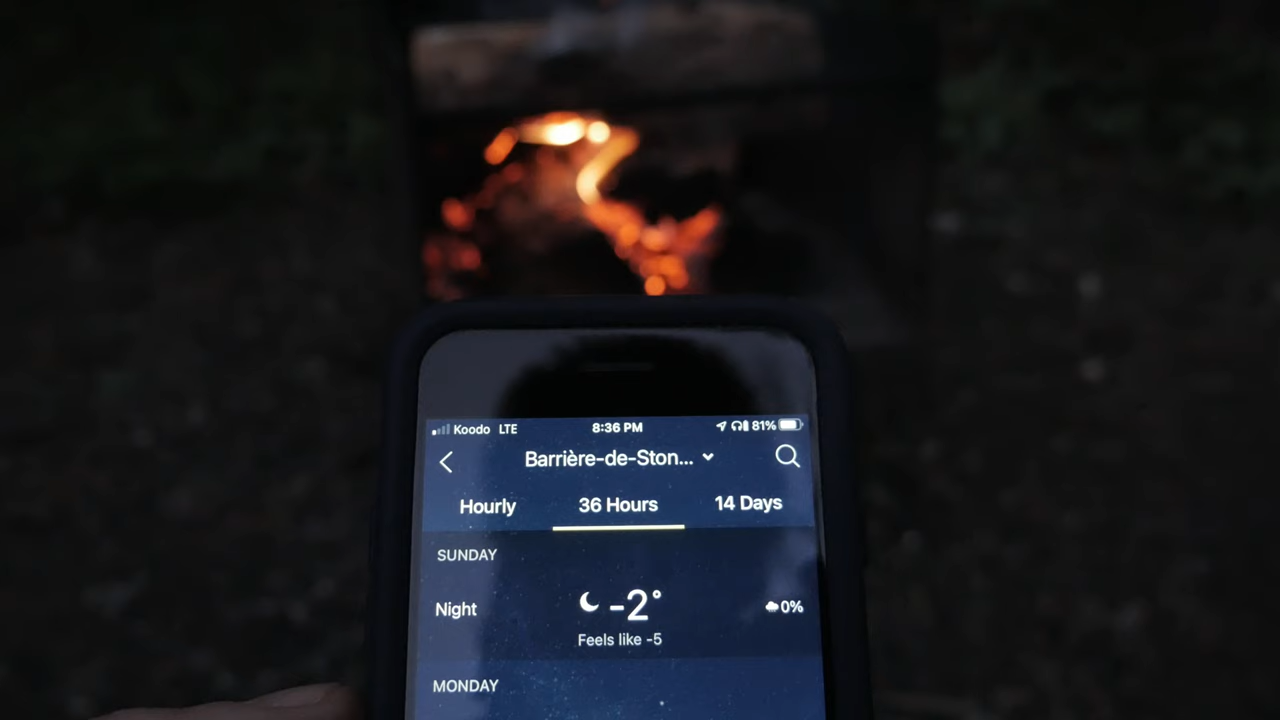 Koodo LTE 8:36 PM 81%
Barrière-de-Ston...
Hourly 36 Hours 14 Days
SUNDAY
Night -2° 0%
Feels like -5
MONDAY